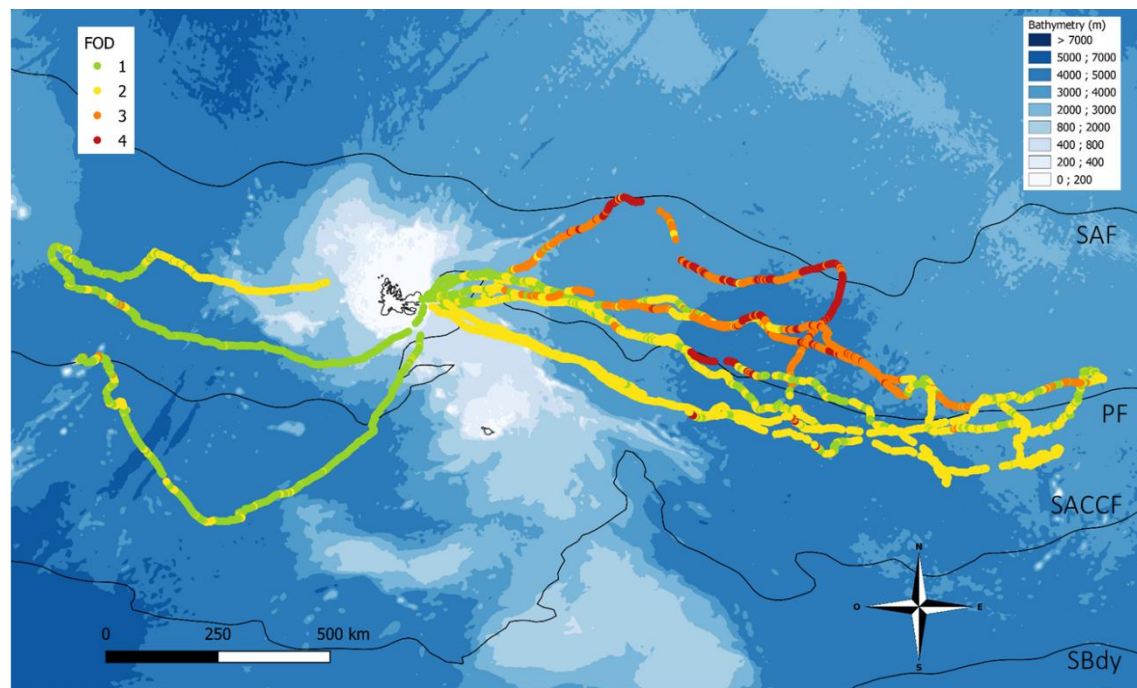 FOD
1
2
3
4
Bathymetry (m)
> 7000
5000 ; 7000
4000 ; 5000
3000 ; 4000
2000 ; 3000
800 ; 2000
400 ; 800
200 ; 400
0 ; 200
SAF
PF
SACCF
N
O
E
S
0
250
500 km
SBdy